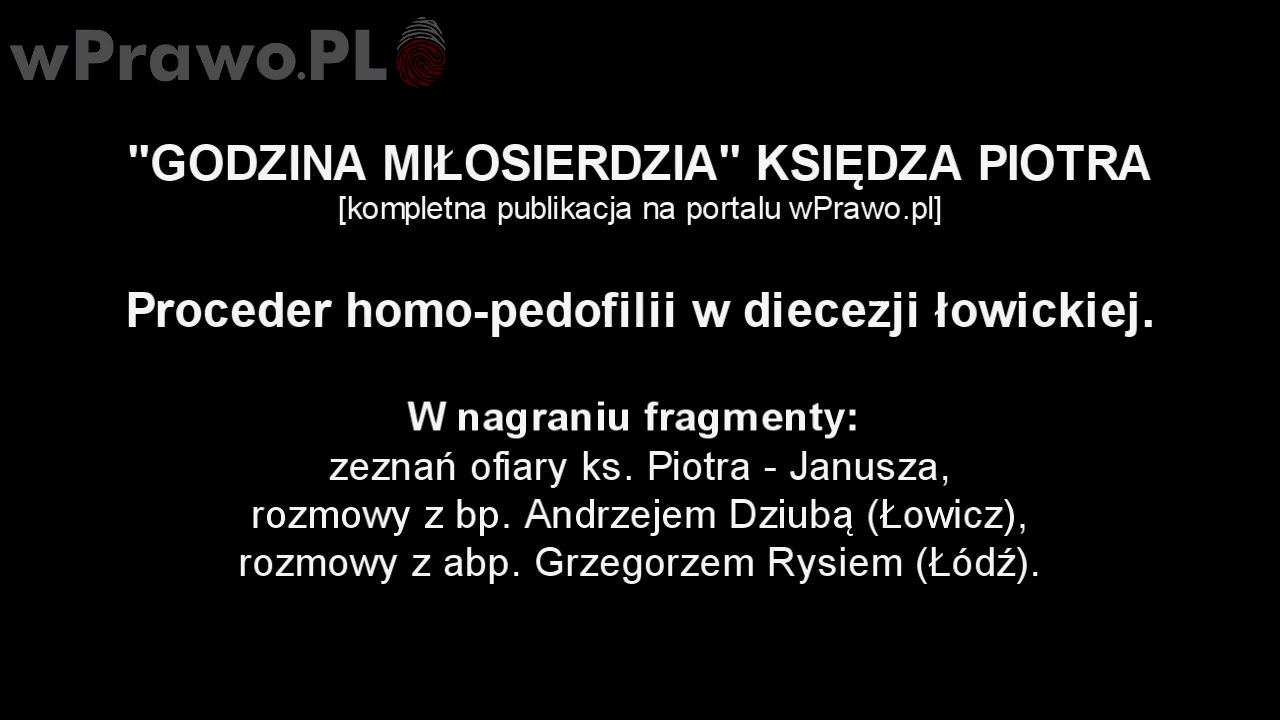 wPrawo.PL
"GODZINA MIŁOSIERDZIA" KSIĘDZA PIOTRA
[kompletna publikacja na portalu wPrawo.pl]
Proceder homo-pedofilii w diecezji łowickiej.
W nagraniu fragmenty:
zeznań ofiary ks. Piotra - Janusza,
rozmowy z bp. Andrzejem Dziubą (Łowicz),
rozmowy z abp. Grzegorzem Rysiem (Łódź).